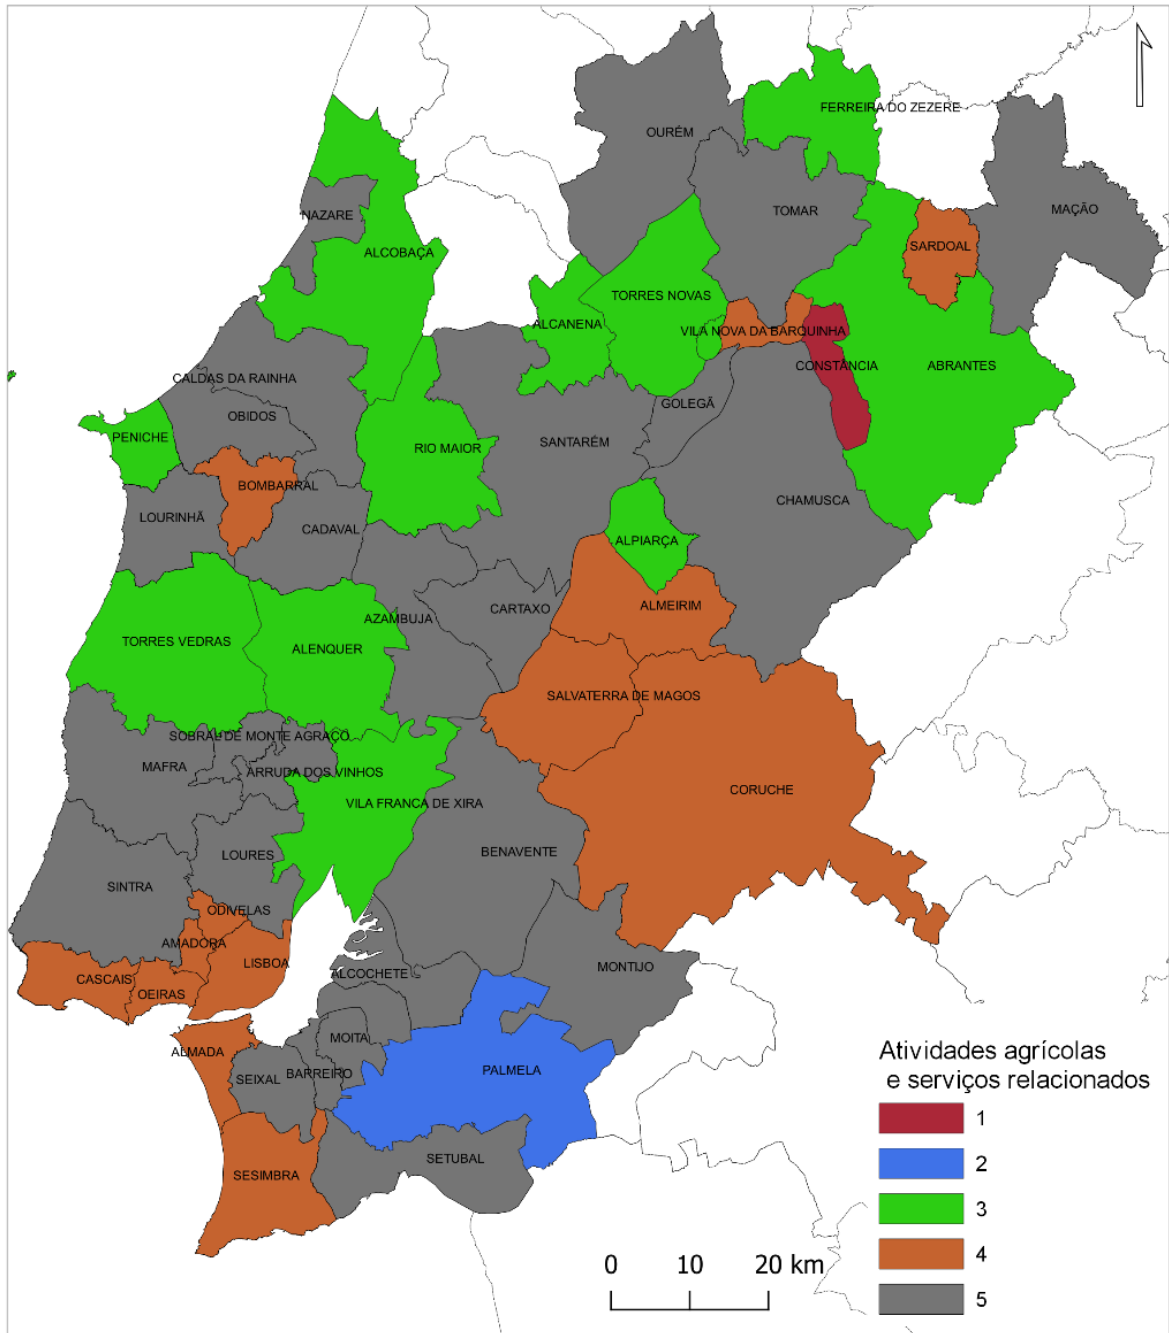 FERREIRA DO ZEZERE
OURÉM
MAÇÃO
TOMAR
NAZARE
SARDOAL
ALCOBAÇA
TORRES NOVAS
ALCANENA
VILA NOVA DA BARQUINHA
CONSTÂNCIA
ABRANTES
CALDAS DA RAINHA
GOLEGÃ
OBIDOS
PENICHE
SANTARÉM
RIO MAIOR
BOMBARRAL
CHAMUSCA
LOURINHÃ
CADAVAL
ALPIARÇA
ALMEIRIM
CARTAXO
AZAMBUJA
TORRES VEDRAS
ALENQUER
SALVATERRA DE MAGOS
SOBRAL DE MONTE AGRAÇO
MAFRA
ARRUDA DOS VINHOS
CORUCHE
VILA FRANCA DE XIRA
BENAVENTE
LOURES
SINTRA
ODIVELAS
AMADORA
LISBOA
MONTIJO
CASCAIS
ALCOCHETE
OEIRAS
MOITA
ALMADA
PALMELA
BARREIRO
SEIXAL
SETUBAL
SESIMBRA
Atividades agrícolas
e serviços relacionados
1
2
3
4
5
0 10 20 km